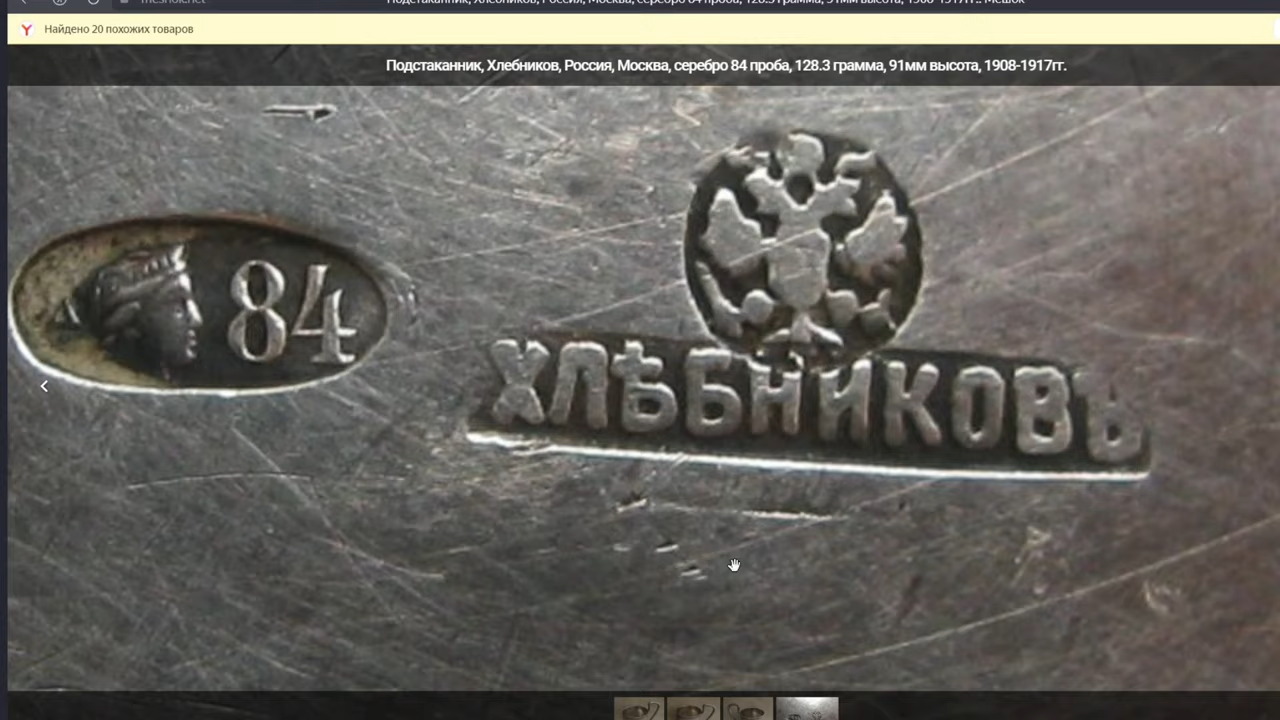 Найдено 20 похожих товаров
Подстаканник, Хлебников, Россия, Москва, серебро 84 проба, 128.3 грамма, 91мм высота, 1908-1917гг.
84
ХЛѢБНИКОВЪ